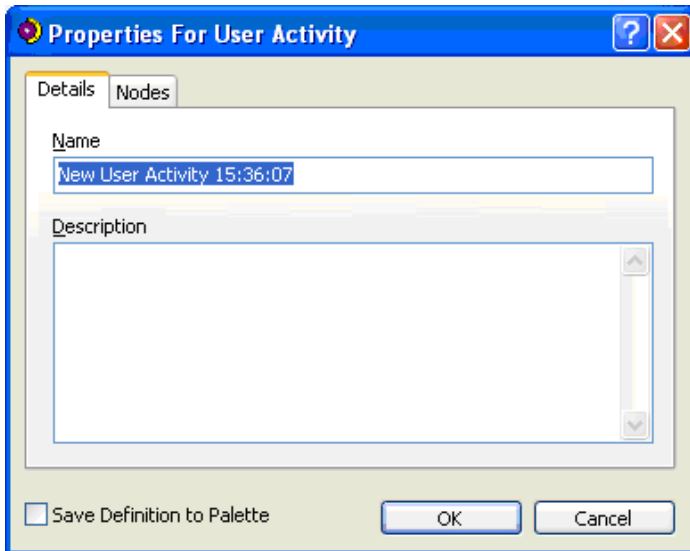 Properties For User Activity
?
Details Nodes
Name
New User Activity 15:36:07
Description
Save Definition to Palette OK Cancel